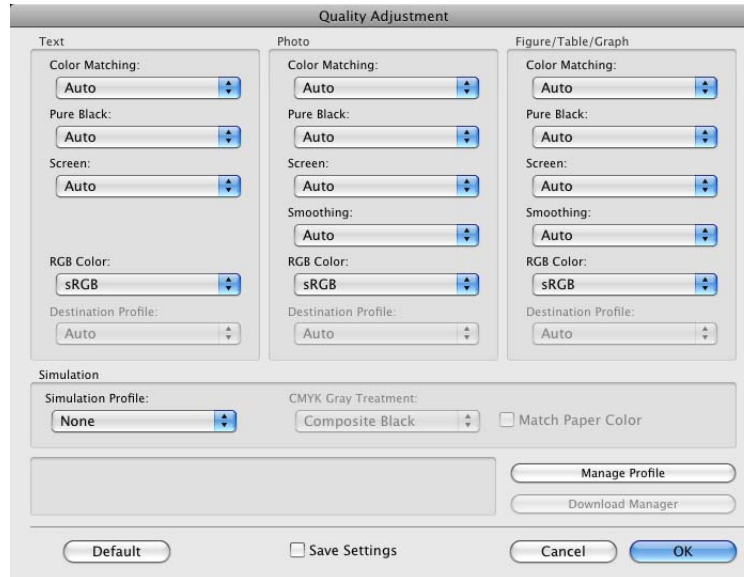 Quality Adjustment
Text
Color Matching:
Auto
Pure Black:
Auto
Screen:
Auto
RGB Color:
sRGB
Destination Profile:
Auto
Photo
Color Matching:
Auto
Pure Black:
Auto
Screen:
Auto
Smoothing:
Auto
RGB Color:
sRGB
Destination Profile:
Auto
Figure/Table/Graph
Color Matching:
Auto
Pure Black:
Auto
Screen:
Auto
Smoothing:
Auto
RGB Color:
sRGB
Destination Profile:
Auto
Simulation
Simulation Profile:
None
CMYK Gray Treatment:
Composite Black
Match Paper Color
Manage Profile
Download Manager
Default
Save Settings
Cancel
OK